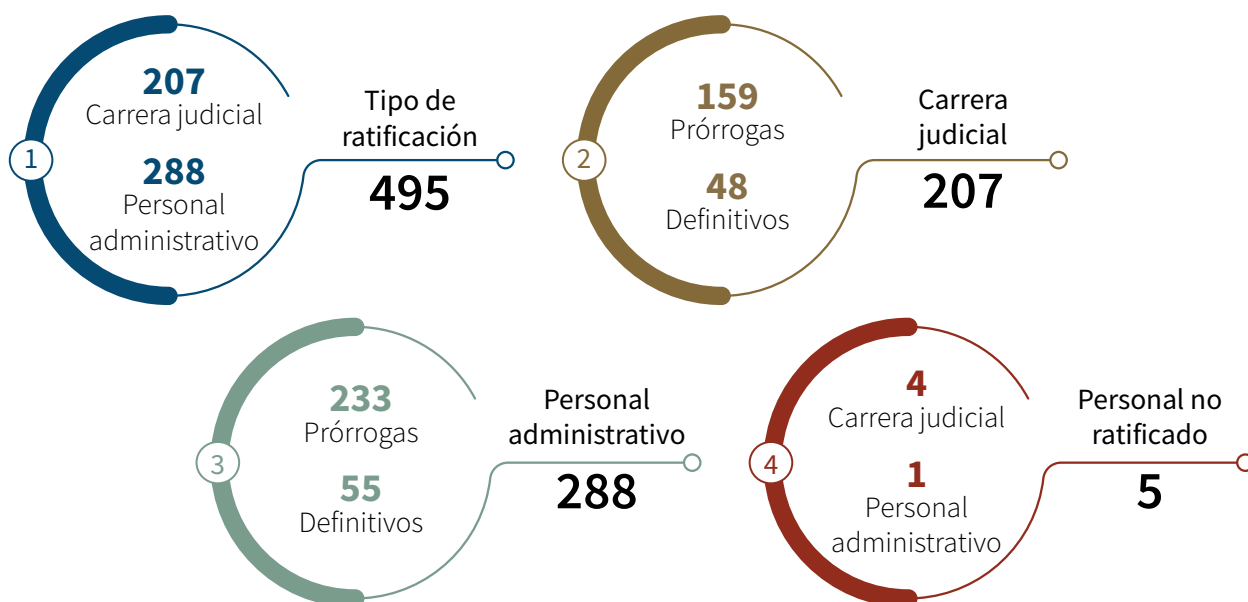 1
207
Carrera judicial
288
Personal
administrativo
Tipo de
ratificación
495
2
159
Prórrogas
48
Definitivos
Carrera
judicial
207
3
233
Prórrogas
55
Definitivos
Personal
administrativo
288
4
4
Carrera judicial
1
Personal
administrativo
Personal no
ratificado
5